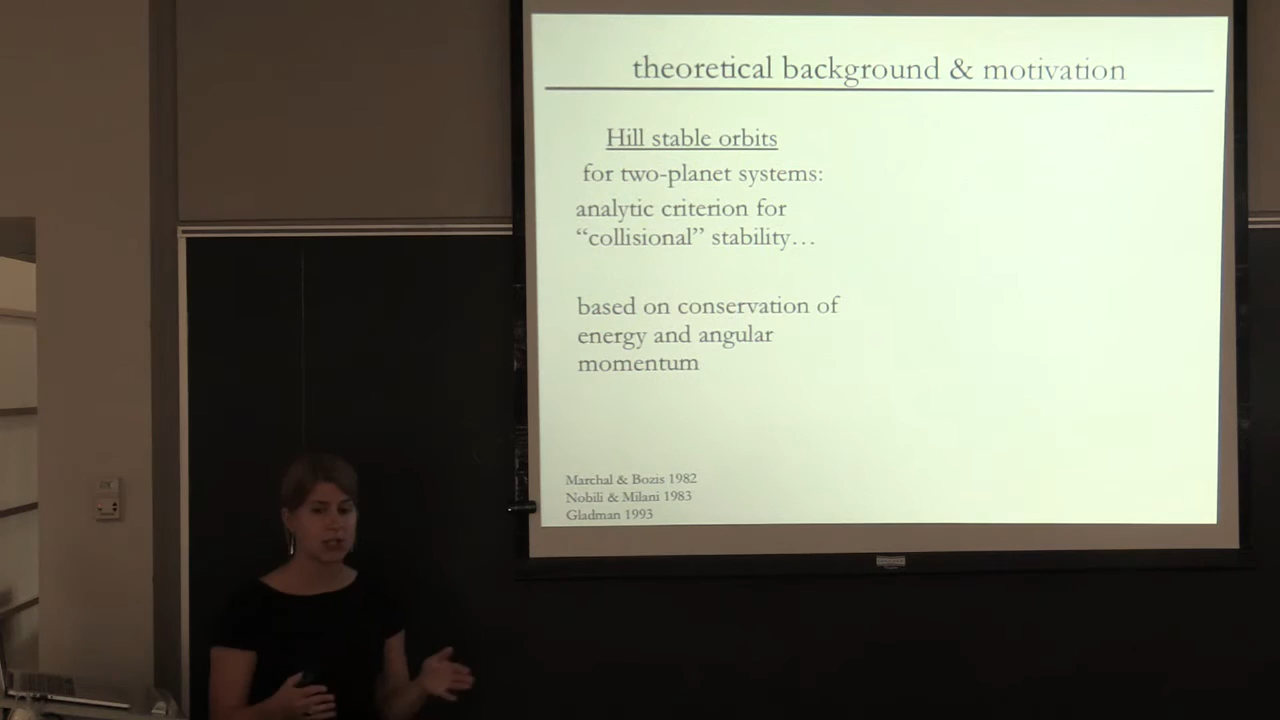 theoretical background & motivation
Hill stable orbits
for two-planet systems:
analytic criterion for
“collisional” stability…
based on conservation of
energy and angular
momentum
Marchal & Bozis 1982
Nobili & Milani 1983
Gladman 1993